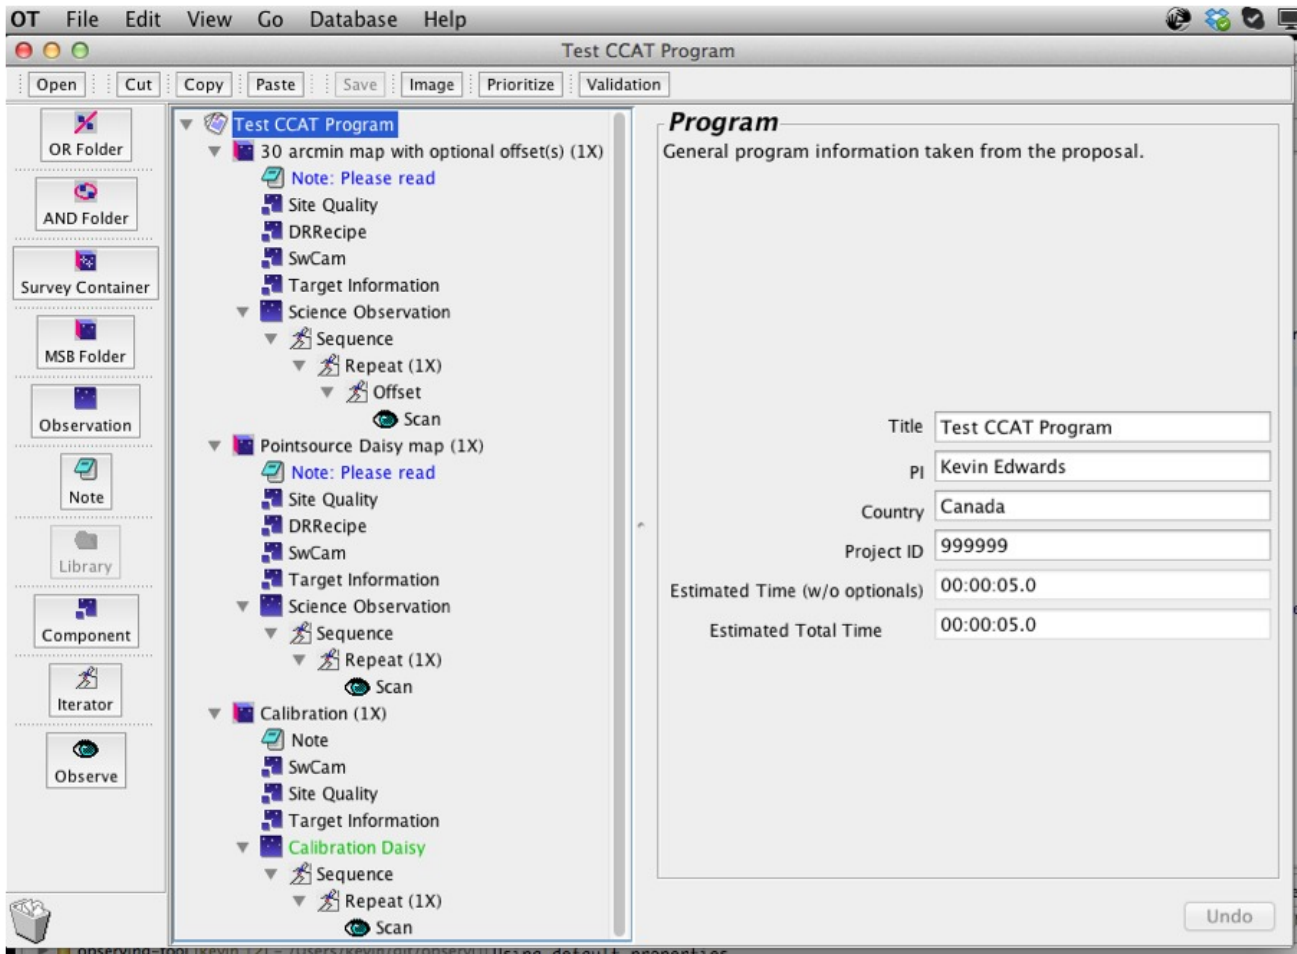 OT File Edit View Go Database Help
Test CCAT Program
Open Cut Copy Paste Save Image Prioritize Validation
OR Folder
AND Folder
Survey Container
MSB Folder
Observation
Note
Library
Component
Iterator
Observe
Test CCAT Program
30 arcmin map with optional offset(s) (1X)
Note: Please read
Site Quality
DRRecipe
SwCam
Target Information
Science Observation
Sequence
Repeat (1X)
Offset
Scan
Pointsource Daisy map (1X)
Note: Please read
Site Quality
DRRecipe
SwCam
Target Information
Science Observation
Sequence
Repeat (1X)
Scan
Calibration (1X)
Note
SwCam
Site Quality
Target Information
Calibration Daisy
Sequence
Repeat (1X)
Scan
Program
General program information taken from the proposal.
Title Test CCAT Program
PI Kevin Edwards
Country Canada
Project ID 999999
Estimated Time (w/o optionals) 00:00:05.0
Estimated Total Time 00:00:05.0
Undo